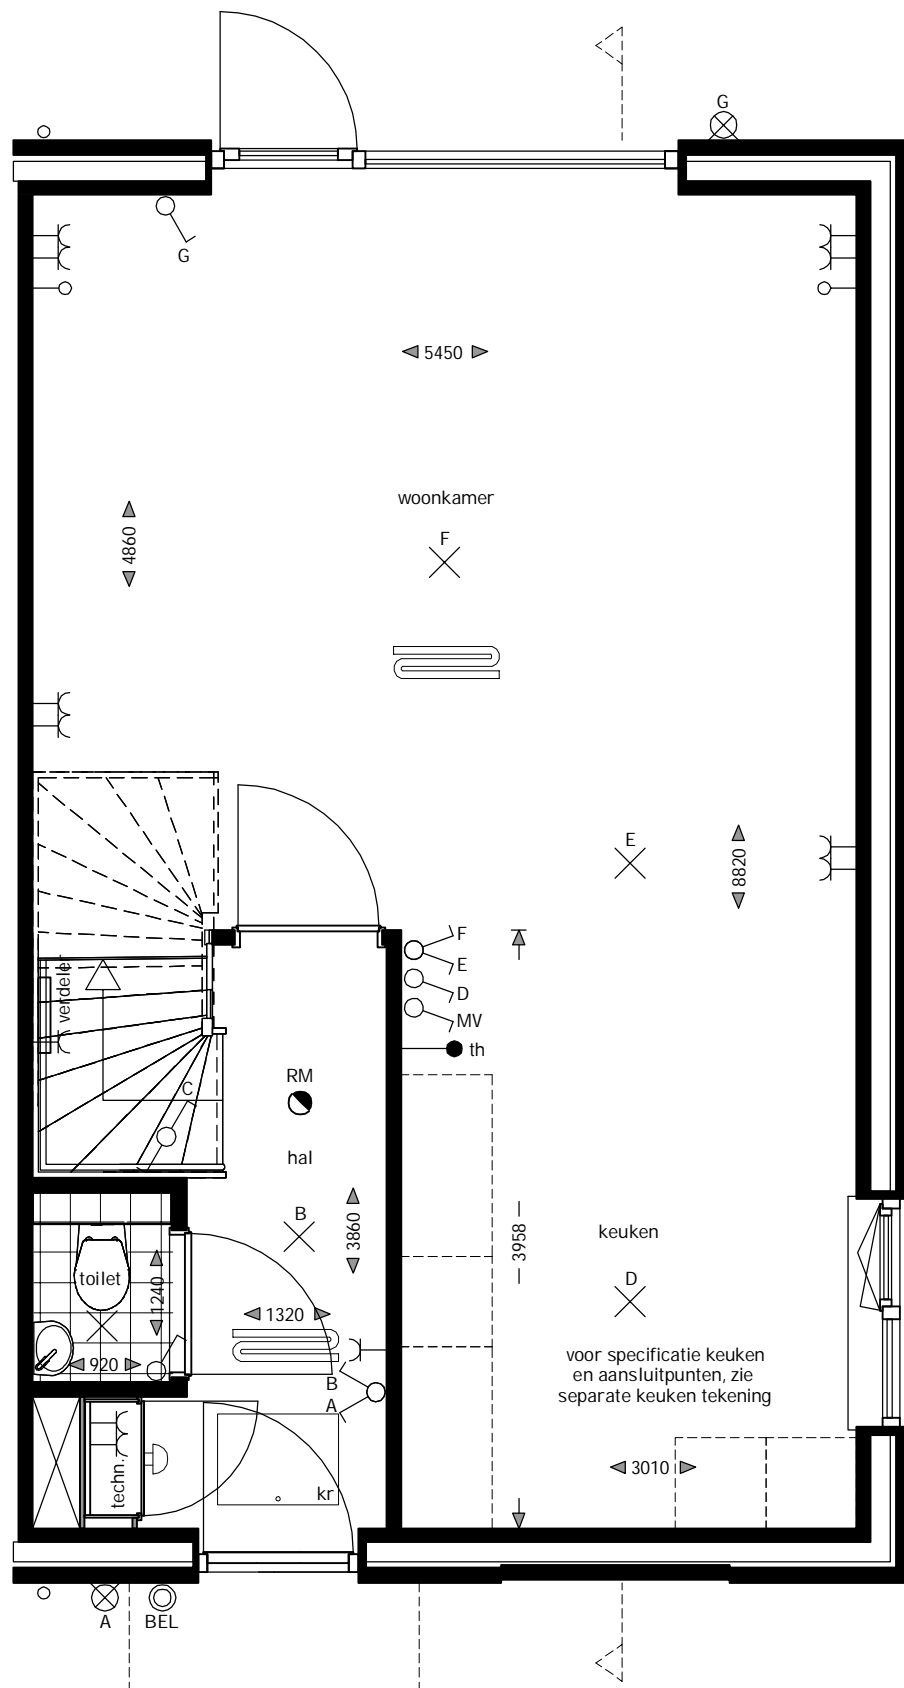 G
G
5450
woonkamer
F
4860
E
8820
F
E
D
MV
th
verdeler
C
RM
hal
B
3860
3958
keuken
D
toilet
1240
1320
920
voor specificatie keuken
en aansluitpunten, zie
separate keuken tekening
B
A
techn.
kr
3010
A
BEL